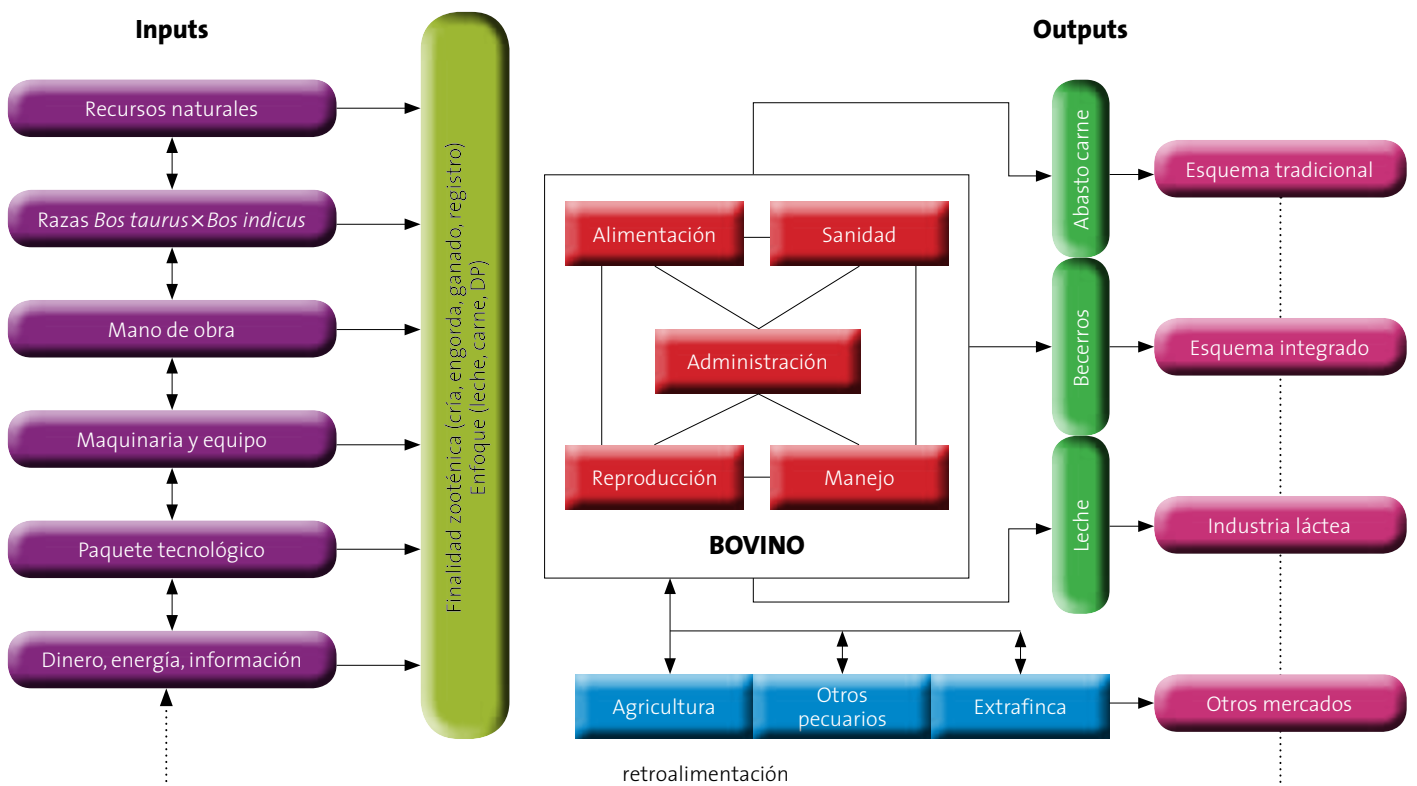 Inputs
Outputs
Recursos naturales
Razas Bos taurus×Bos indicus
Mano de obra
Maquinaria y equipo
Paquete tecnológico
Dinero, energía, información
Finalidad zooténica (cría, engorda, ganado, registro)
Enfoque (leche, carne, DP)
Alimentación
Sanidad
Administración
Reproducción
Manejo
BOVINO
Agricultura
Otros
pecuarios
Extrafinca
Abasto carne
Becerros
Leche
Esquema tradicional
Esquema integrado
Industria láctea
Otros mercados
retroalimentación